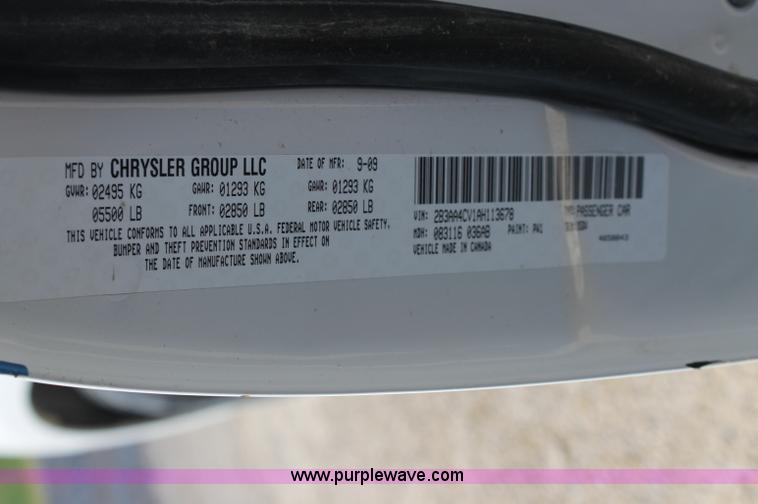 MFD BY CHRYSLER GROUP LLC DATE OF MFR: 9-09
GVWR: 02495 KG GAWR: 01293 KG GAWR: 01293 KG
05500 LB FRONT: 02850 LB REAR: 02850 LB
THIS VEHICLE CONFORMS TO ALL APPLICABLE U.S.A. FEDERAL MOTOR VEHICLE SAFETY,
BUMPER AND THEFT PREVENTION STANDARDS IN EFFECT ON
THE DATE OF MANUFACTURE SHOWN ABOVE.
VIN: 2B3AA4CV1AH113678 TYPE: PASSENGER CAR
MDH: 083116 036AB PAINT: PW1
VEHICLE MADE IN CANADA
www.purplewave.com